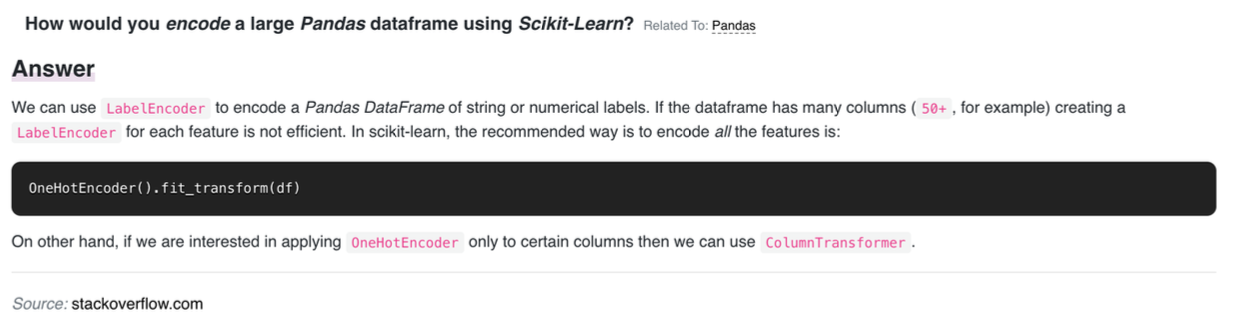 How would you encode a large Pandas dataframe using Scikit-Learn? Related To: Pandas
Answer
We can use LabelEncoder to encode a Pandas DataFrame of string or numerical labels. If the dataframe has many columns ( 50+ , for example) creating a
LabelEncoder for each feature is not efficient. In scikit-learn, the recommended way is to encode all the features is:
OneHotEncoder().fit_transform(df)
On other hand, if we are interested in applying OneHotEncoder only to certain columns then we can use ColumnTransformer .
Source: stackoverflow.com